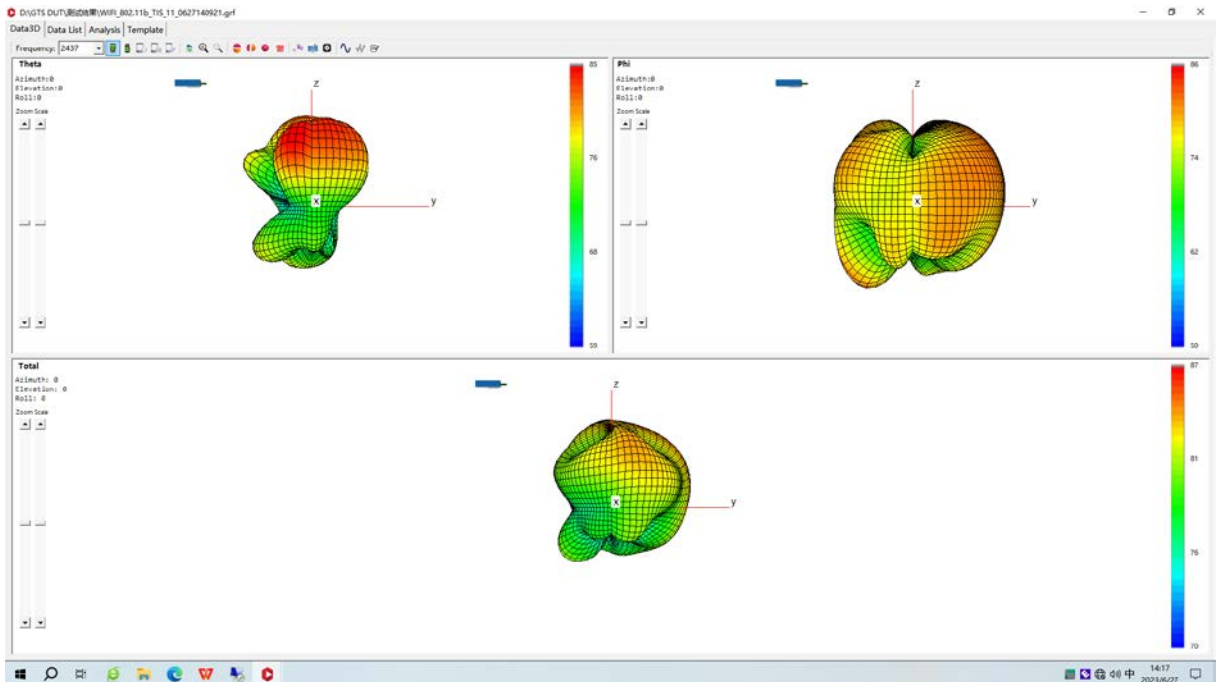 D:\GTS DUT\测试结果\WIFI_802.11b_TIS_11_0627140921.grf
Data3D Data List Analysis Template
Frequency: 2437
Theta
Azimuth:0
Elevation:0
Roll:0
Zoom Scale
z
x
y
85
76
68
59
Phi
Azimuth:0
Elevation:0
Roll:0
Zoom Scale
z
x
y
86
74
62
50
Total
Azimuth: 0
Elevation: 0
Roll: 0
Zoom Scale
z
x
y
87
81
76
70
中
14:17
2023/6/27